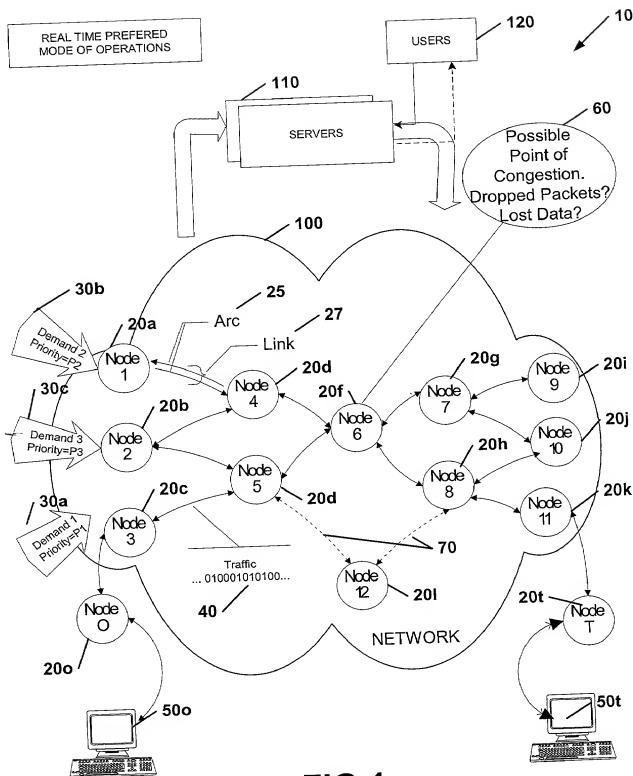 REAL TIME PREFERED
MODE OF OPERATIONS
USERS
120
10
110
SERVERS
60
Possible
Point of
Congestion.
Dropped Packets?
Lost Data?
100
30b
25
Arc
27
Link
20a
Demand 2
Priority=P2
Node
1
20d
Node
4
20f
Node
6
20g
Node
7
Node
9
20i
30c
Demand 3
Priority=P3
20b
Node
2
20h
Node
8
Node
10
20j
30a
Demand 1
Priority=P1
20c
Node
3
Node
5
20d
Node
11
20k
70
Traffic
... 010001010100...
40
Node
12
20l
NETWORK
Node
O
20o
20t
Node
T
50o
50t